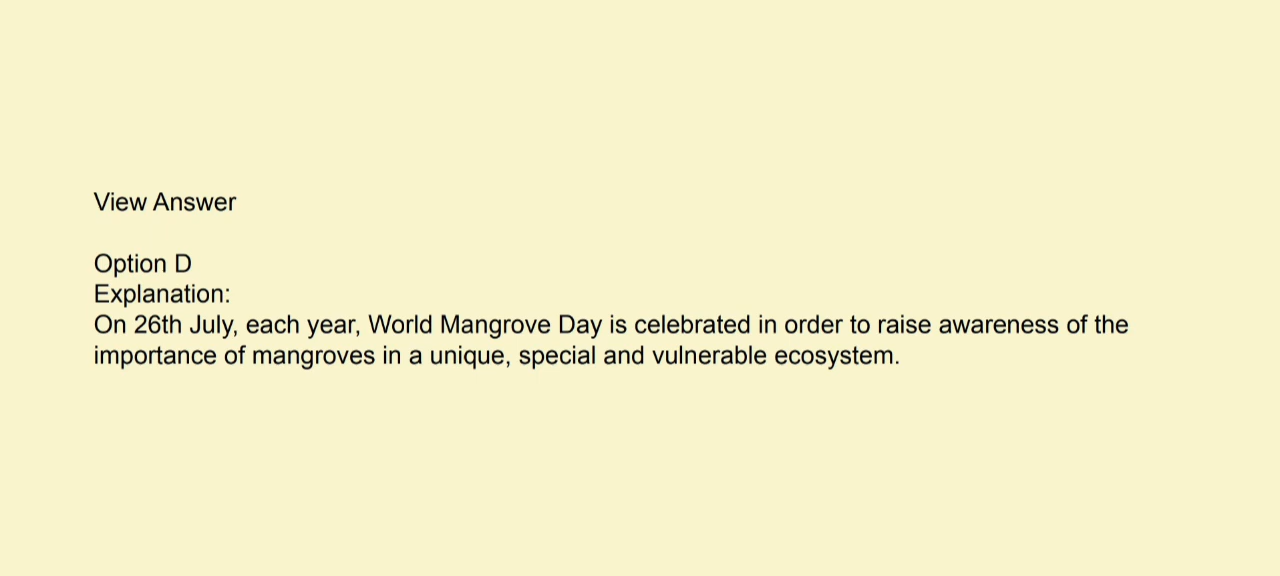 View Answer
Option D
Explanation:
On 26th July, each year, World Mangrove Day is celebrated in order to raise awareness of the
importance of mangroves in a unique, special and vulnerable ecosystem.